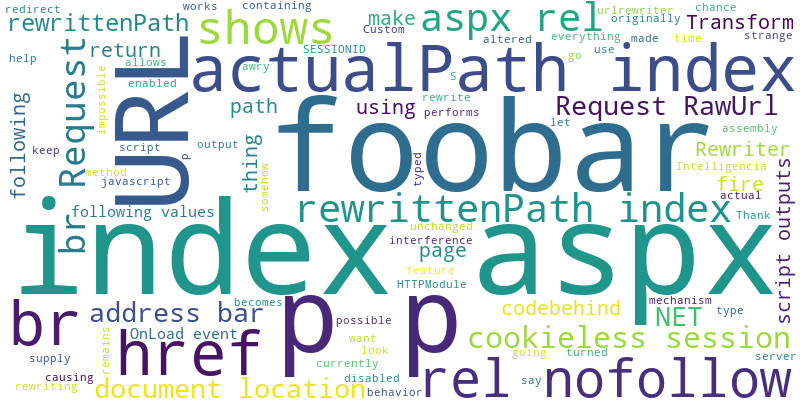 redirect works containing chance
rewrittenPath shows make aspx rel urlrewriter Transform
Custom originally
return SESSIONID altered everything made time strange
help allows awry S go use
URL actualPath index
br Request enabled
impossible path using rewrite Request RawUrl
following performs
foobar
keep script output let assembly
thing typed Rewriter
method p Intelligencia
javascript somehow fire
actual
following values rewrittenPath index
Thank
index aspx
unchanged
interference page
feature
HTTPModule script outputs
br address bar becomes p p codebehind mechanism type
OnLoad event possible NET
href want cookieless session
supply remains look going turned server
currently
causing disabled rel nofollow
rewriting document location behavior say